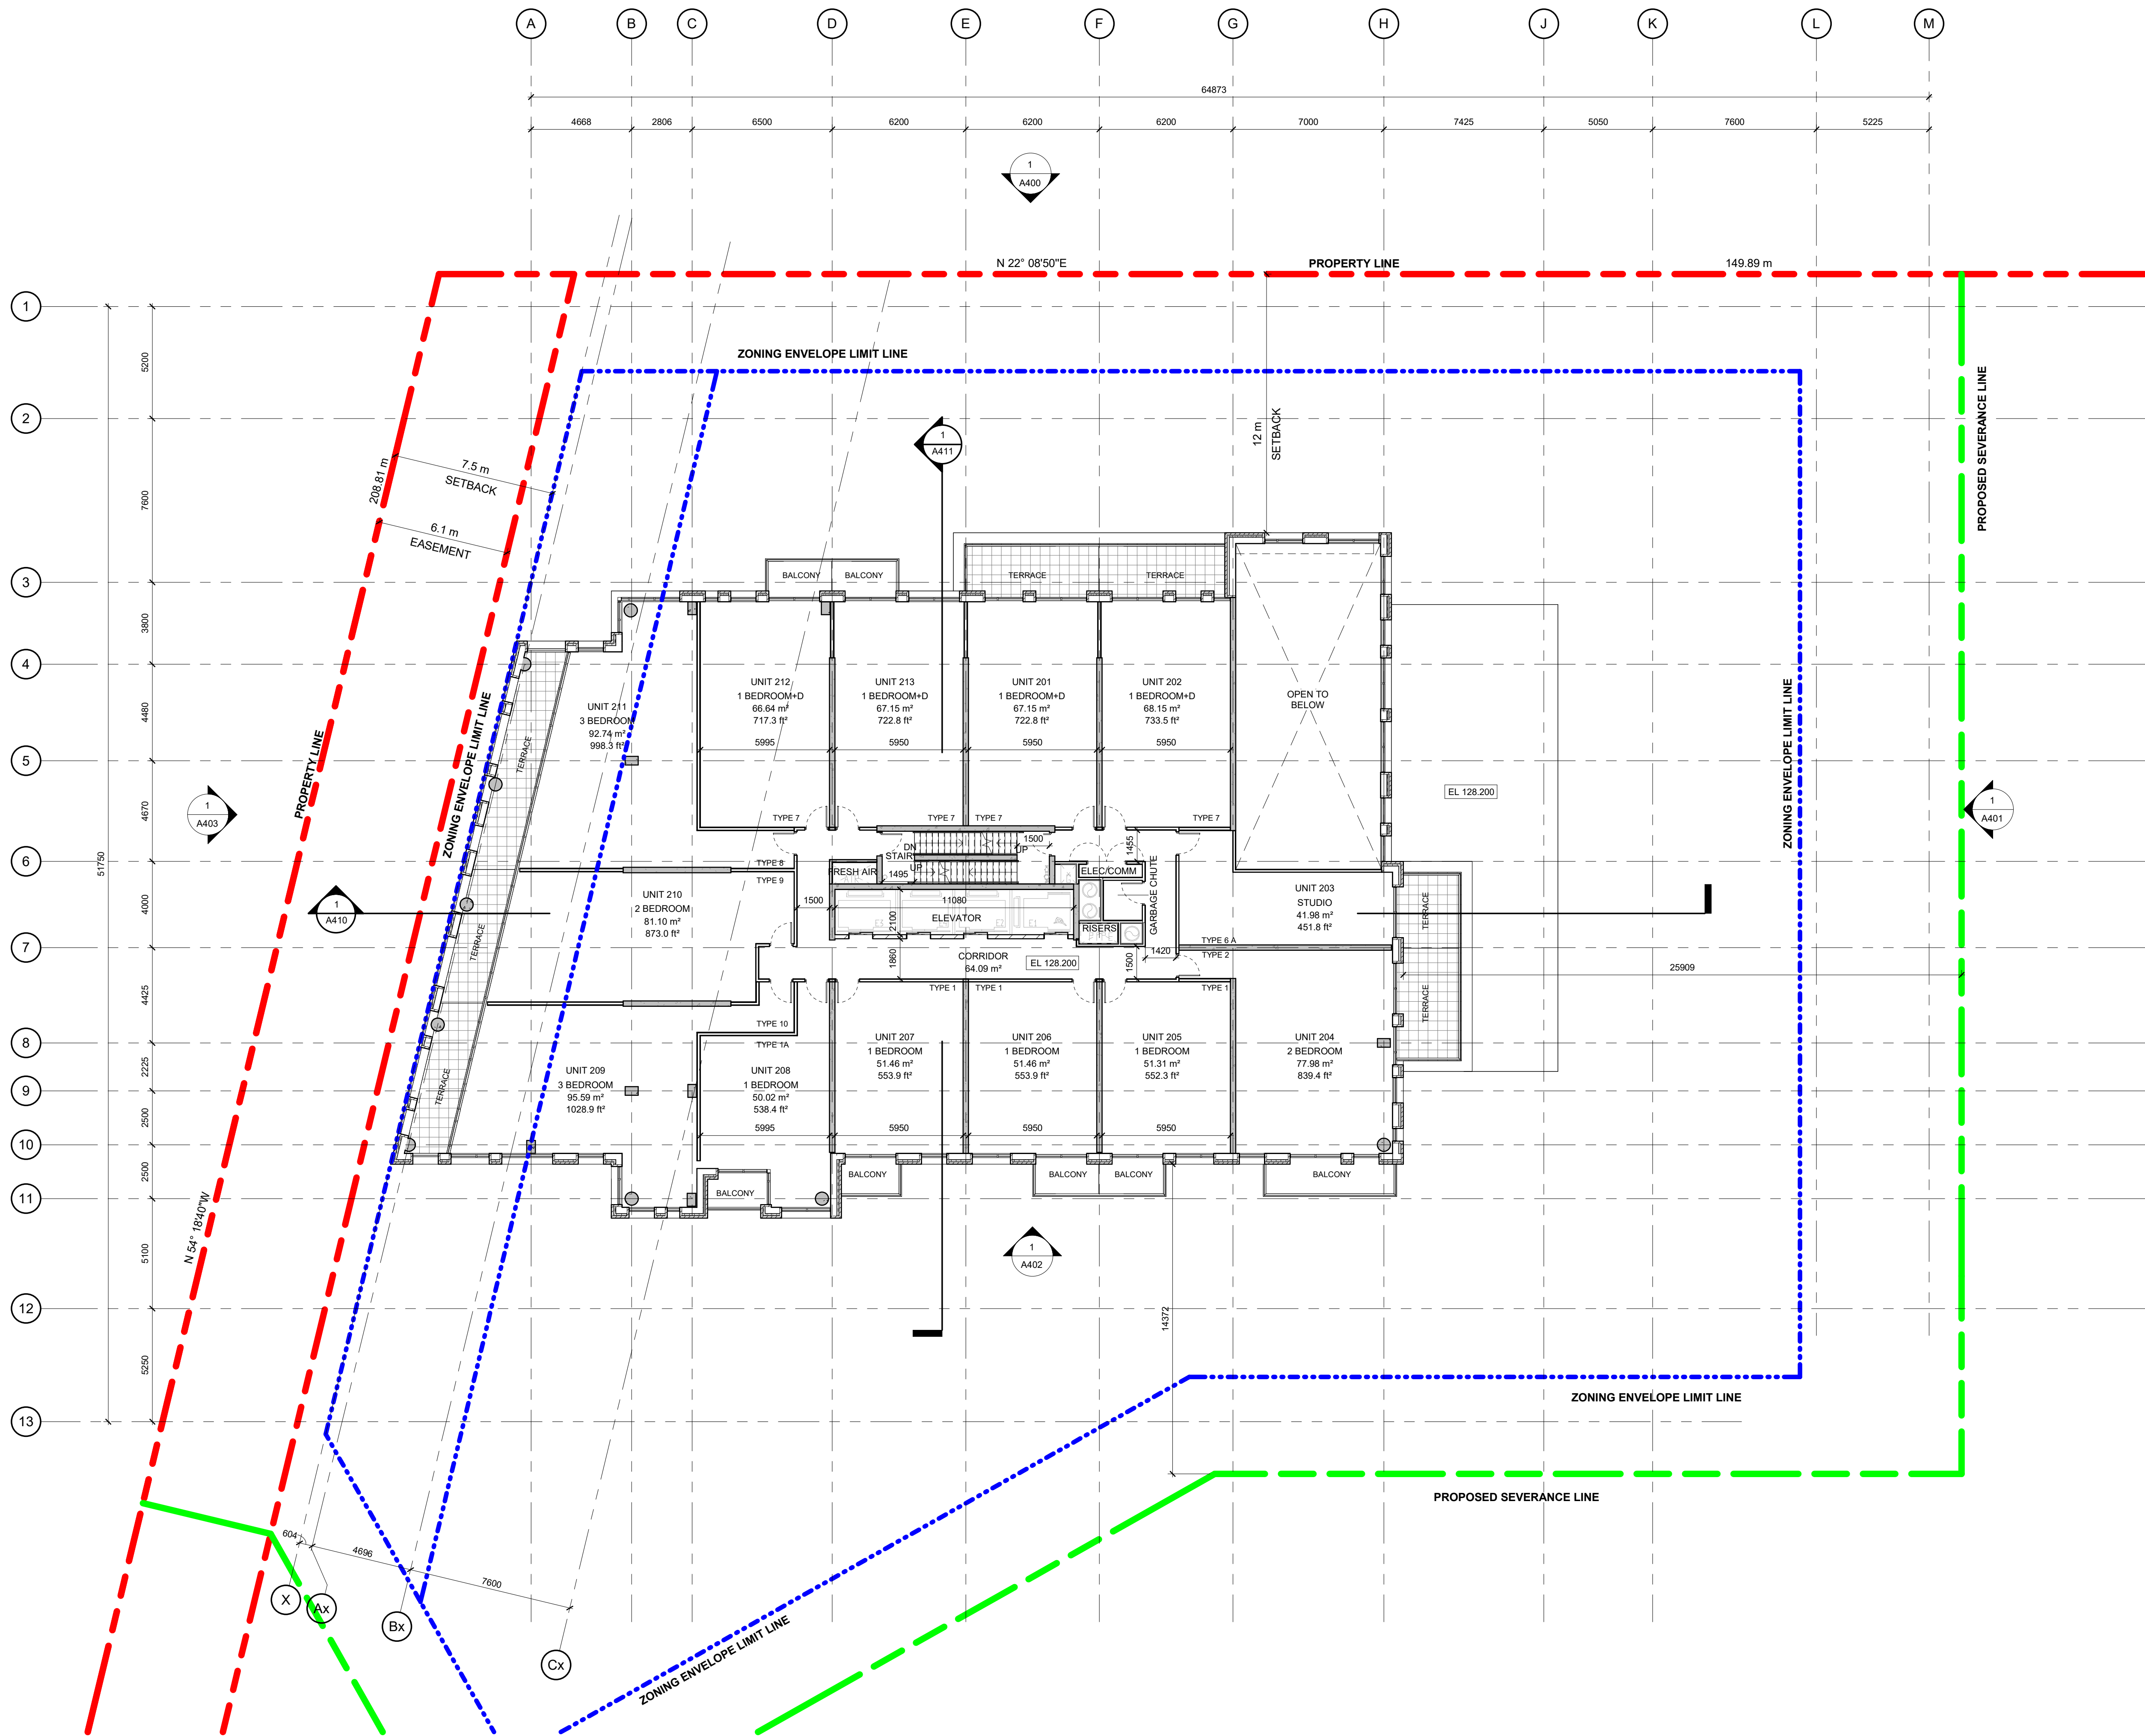 A
B
C
D
E
F
G
H
J
K
L
M
64873
4668
2806
6500
6200
6200
6200
7000
7425
5050
7600
5225
1
A400
N 22° 08'50"E
PROPERTY LINE
149.89 m
1
2
3
4
5
6
7
8
9
10
11
12
13
51750
5200
7600
3800
4480
4670
4000
4425
2225
2500
2500
5100
5250
ZONING ENVELOPE LIMIT LINE
PROPOSED SEVERANCE LINE
12 m
SETBACK
1
A411
208.81 m
7.5 m
SETBACK
6.1 m
EASEMENT
BALCONY
BALCONY
TERRACE
TERRACE
UNIT 212
1 BEDROOM+D
66.64 m²
717.3 ft²
5995
UNIT 213
1 BEDROOM+D
67.15 m²
722.8 ft²
5950
UNIT 201
1 BEDROOM+D
67.15 m²
722.8 ft²
5950
UNIT 202
1 BEDROOM+D
68.15 m²
733.5 ft²
5950
OPEN TO
BELOW
UNIT 211
3 BEDROOM
92.74 m²
998.3 ft²
TERRACE
ZONING ENVELOPE LIMIT LINE
PROPERTY LINE
ZONING ENVELOPE LIMIT LINE
EL 128.200
1
A403
1
A401
TYPE 7
TYPE 7
TYPE 7
TYPE 7
DN
STAIR
UP
UP
1500
1495
1455
TYPE 8
TYPE 9
FRESH AIR
ELEC/COMM
GARBAGE CHUTE
UNIT 210
2 BEDROOM
81.10 m²
873.0 ft²
1500
11080
ELEVATOR
2100
RISERS
UNIT 203
STUDIO
41.98 m²
451.8 ft²
TERRACE
1
A410
TERRACE
CORRIDOR
64.09 m²
EL 128.200
1860
1500
1420
TYPE 6 A
TYPE 2
25909
TYPE 1
TYPE 1
TYPE 1
TYPE 10
TYPE 1A
TERRACE
UNIT 209
3 BEDROOM
95.59 m²
1028.9 ft²
TERRACE
UNIT 208
1 BEDROOM
50.02 m²
538.4 ft²
5995
UNIT 207
1 BEDROOM
51.46 m²
553.9 ft²
5950
UNIT 206
1 BEDROOM
51.46 m²
553.9 ft²
5950
UNIT 205
1 BEDROOM
51.31 m²
552.3 ft²
5950
UNIT 204
2 BEDROOM
77.98 m²
839.4 ft²
BALCONY
BALCONY
BALCONY
BALCONY
BALCONY
1
A402
N 54° 18'40"W
14372
ZONING ENVELOPE LIMIT LINE
PROPOSED SEVERANCE LINE
604
4696
7600
X
Ax
Bx
Cx
ZONING ENVELOPE LIMIT LINE